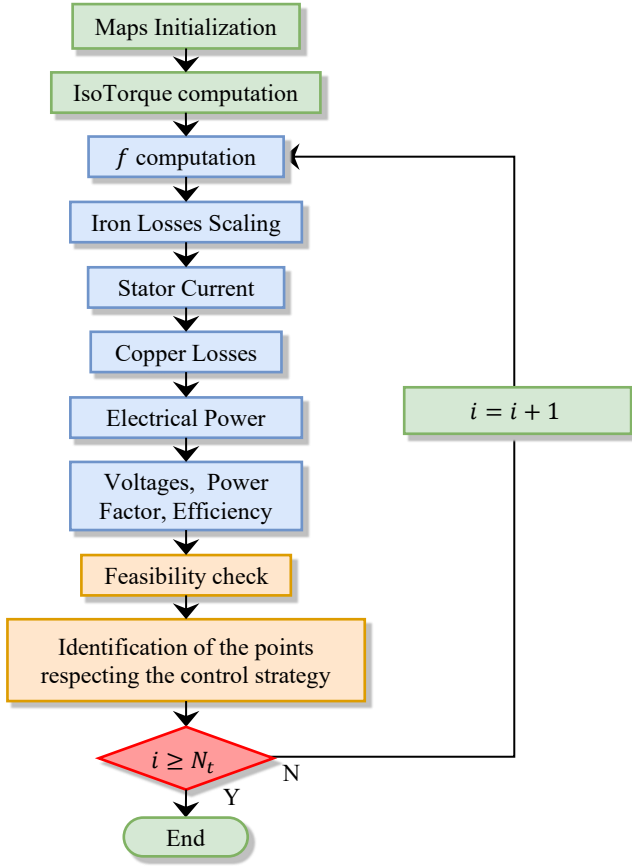 Maps Initialization
IsoTorque computation
f computation
Iron Losses Scaling
Stator Current
Copper Losses
Electrical Power
i = i + 1
Voltages, Power
Factor, Efficiency
Feasibility check
Identification of the points
respecting the control strategy
i ≥ Nₜ
N
Y
End